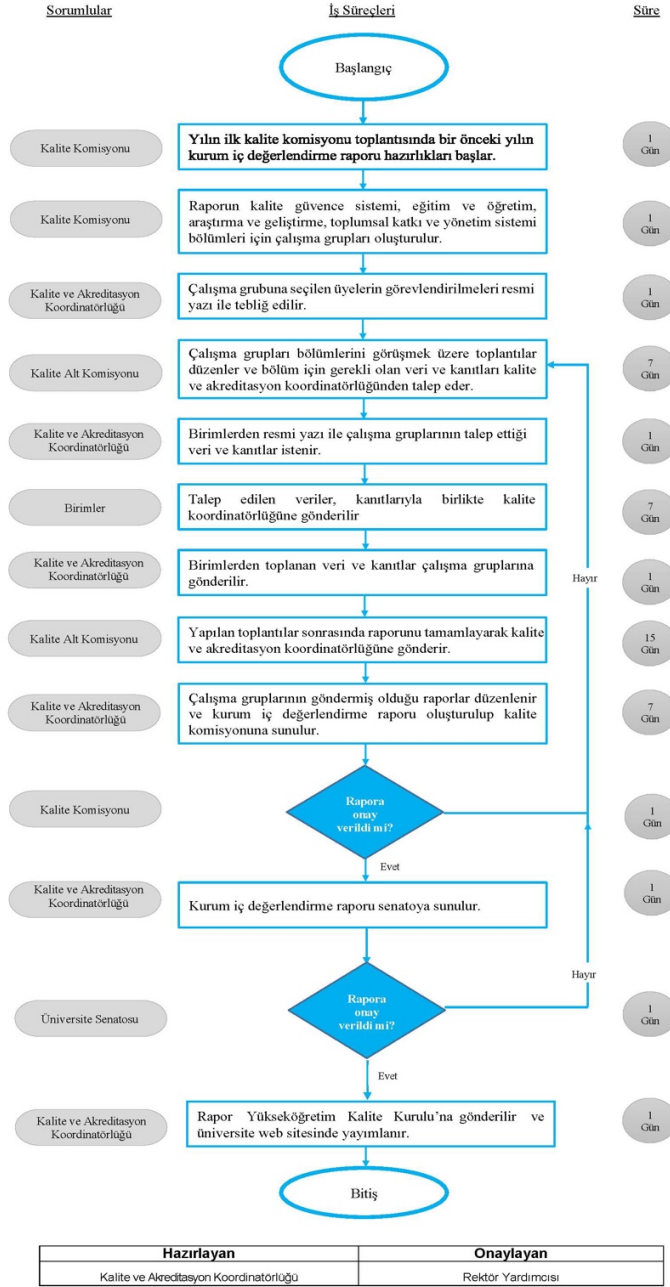 Sorumlular İş Süreçleri Süre
Başlangıç
Kalite Komisyonu
Yılın ilk kalite komisyonu toplantısında bir önceki yılın
kurum iç değerlendirme raporu hazırlıkları başlar.
1
Gün
Kalite Komisyonu
Raporun kalite güvence sistemi, eğitim ve öğretim,
araştırma ve geliştirme, toplumsal katkı ve yönetim sistemi
bölümleri için çalışma grupları oluşturulur.
1
Gün
Kalite ve Akreditasyon
Koordinatörlüğü
Çalışma grubuna seçilen üyelerin görevlendirilmeleri resmi
yazı ile tebliğ edilir.
1
Gün
Kalite Alt Komisyonu
Çalışma grupları bölümlerini görüşmek üzere toplantılar
düzenler ve bölüm için gerekli olan veri ve kanıtları kalite
ve akreditasyon koordinatörlüğünden talep eder.
7
Gün
Kalite ve Akreditasyon
Koordinatörlüğü
Birimlerden resmi yazı ile çalışma gruplarının talep ettiği
veri ve kanıtlar istenir.
1
Gün
Birimler
Talep edilen veriler, kanıtlarıyla birlikte kalite
koordinatörlüğüne gönderilir
7
Gün
Kalite ve Akreditasyon
Koordinatörlüğü
Birimlerden toplanan veri ve kanıtlar çalışma gruplarına
gönderilir.
Hayır
1
Gün
Kalite Alt Komisyonu
Yapılan toplantılar sonrasında raporunu tamamlayarak kalite
ve akreditasyon koordinatörlüğüne gönderir.
15
Gün
Kalite ve Akreditasyon
Koordinatörlüğü
Çalışma gruplarının göndermiş olduğu raporlar düzenlenir
ve kurum iç değerlendirme raporu oluşturulup kalite
komisyonuna sunulur.
7
Gün
Kalite Komisyonu
Rapora
onay
verildi mi?
1
Gün
Evet
Kalite ve Akreditasyon
Koordinatörlüğü
Kurum iç değerlendirme raporu senatoya sunulur.
1
Gün
Hayır
Üniversite Senatosu
Rapora
onay
verildi mi?
1
Gün
Evet
Kalite ve Akreditasyon
Koordinatörlüğü
Rapor Yükseköğretim Kalite Kurulu’na gönderilir ve
üniversite web sitesinde yayımlanır.
1
Gün
Bitiş
Hazırlayan Onaylayan
Kalite ve Akreditasyon Koordinatörlüğü Rektör Yardımcısı